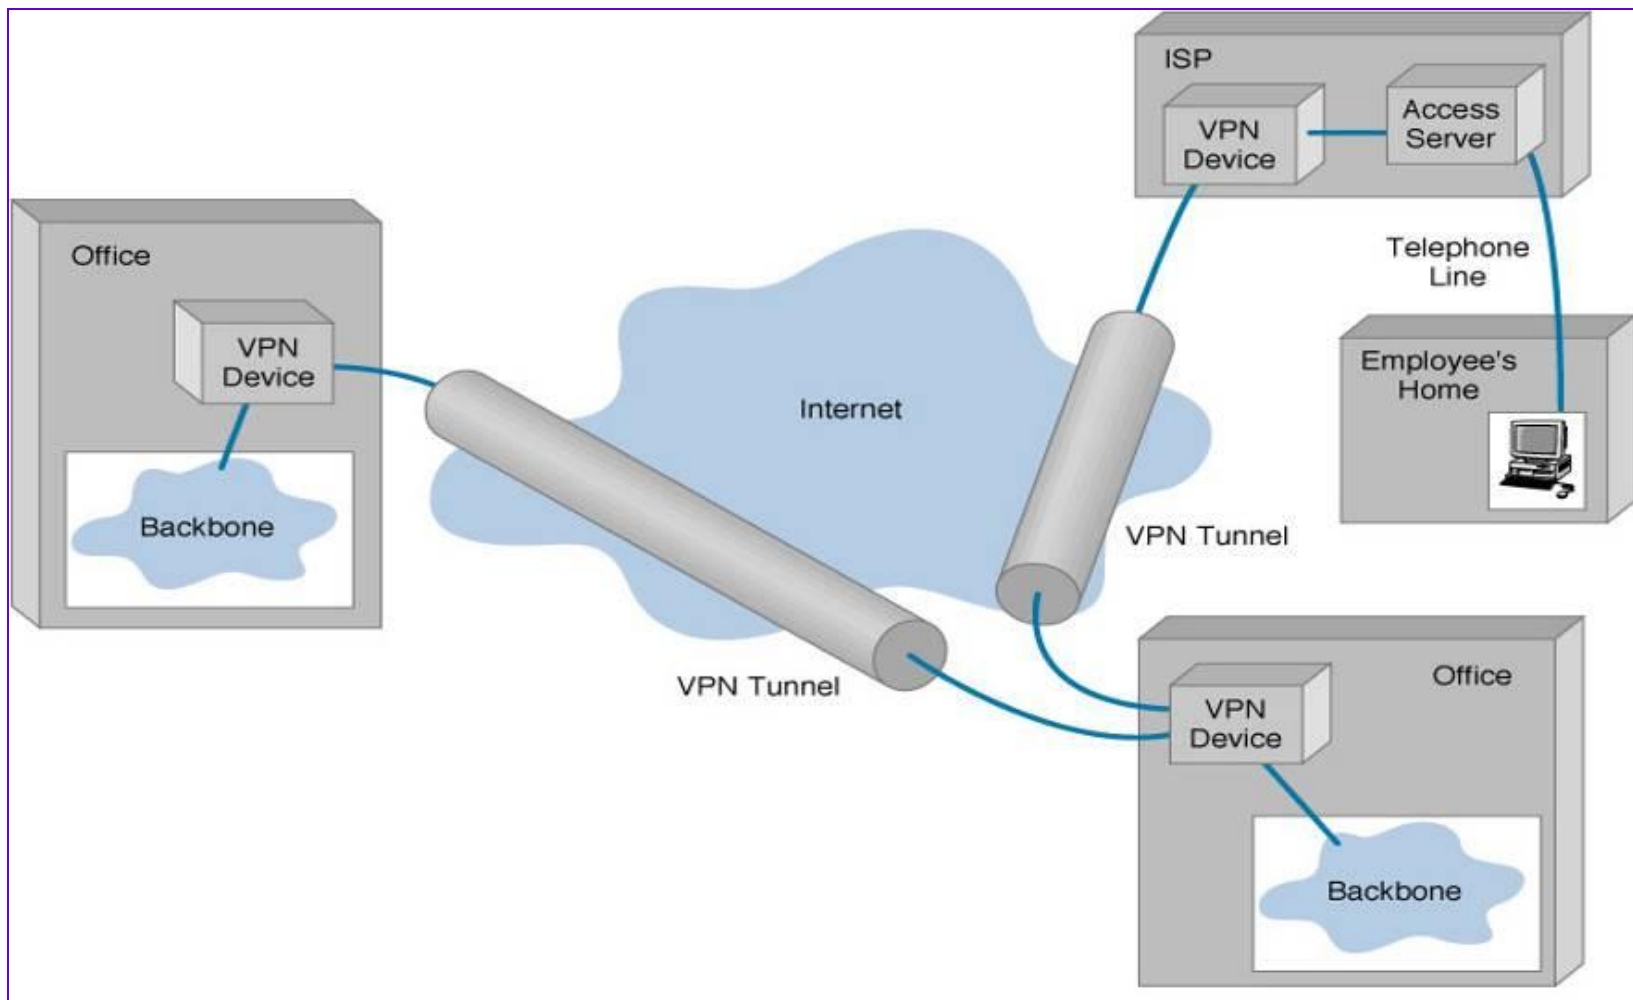 ISP
VPN
Device
Access
Server
Telephone
Line
Employee's
Home
Office
VPN
Device
Backbone
Internet
VPN Tunnel
VPN Tunnel
Office
VPN
Device
Backbone